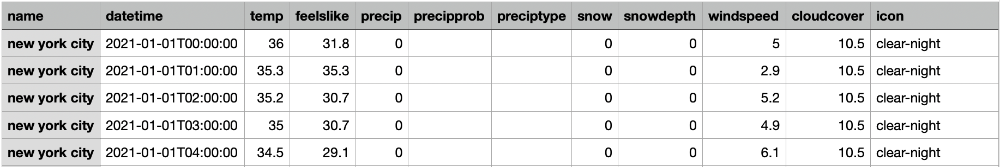 name datetime temp feelslike precip precipprob preciptype snow snowdepth windspeed cloudcover icon
new york city 2021-01-01T00:00:00 36 31.8 0 0 0 5 10.5 clear-night
new york city 2021-01-01T01:00:00 35.3 35.3 0 0 0 2.9 10.5 clear-night
new york city 2021-01-01T02:00:00 35.2 30.7 0 0 0 5.2 10.5 clear-night
new york city 2021-01-01T03:00:00 35 30.7 0 0 0 4.9 10.5 clear-night
new york city 2021-01-01T04:00:00 34.5 29.1 0 0 0 6.1 10.5 clear-night